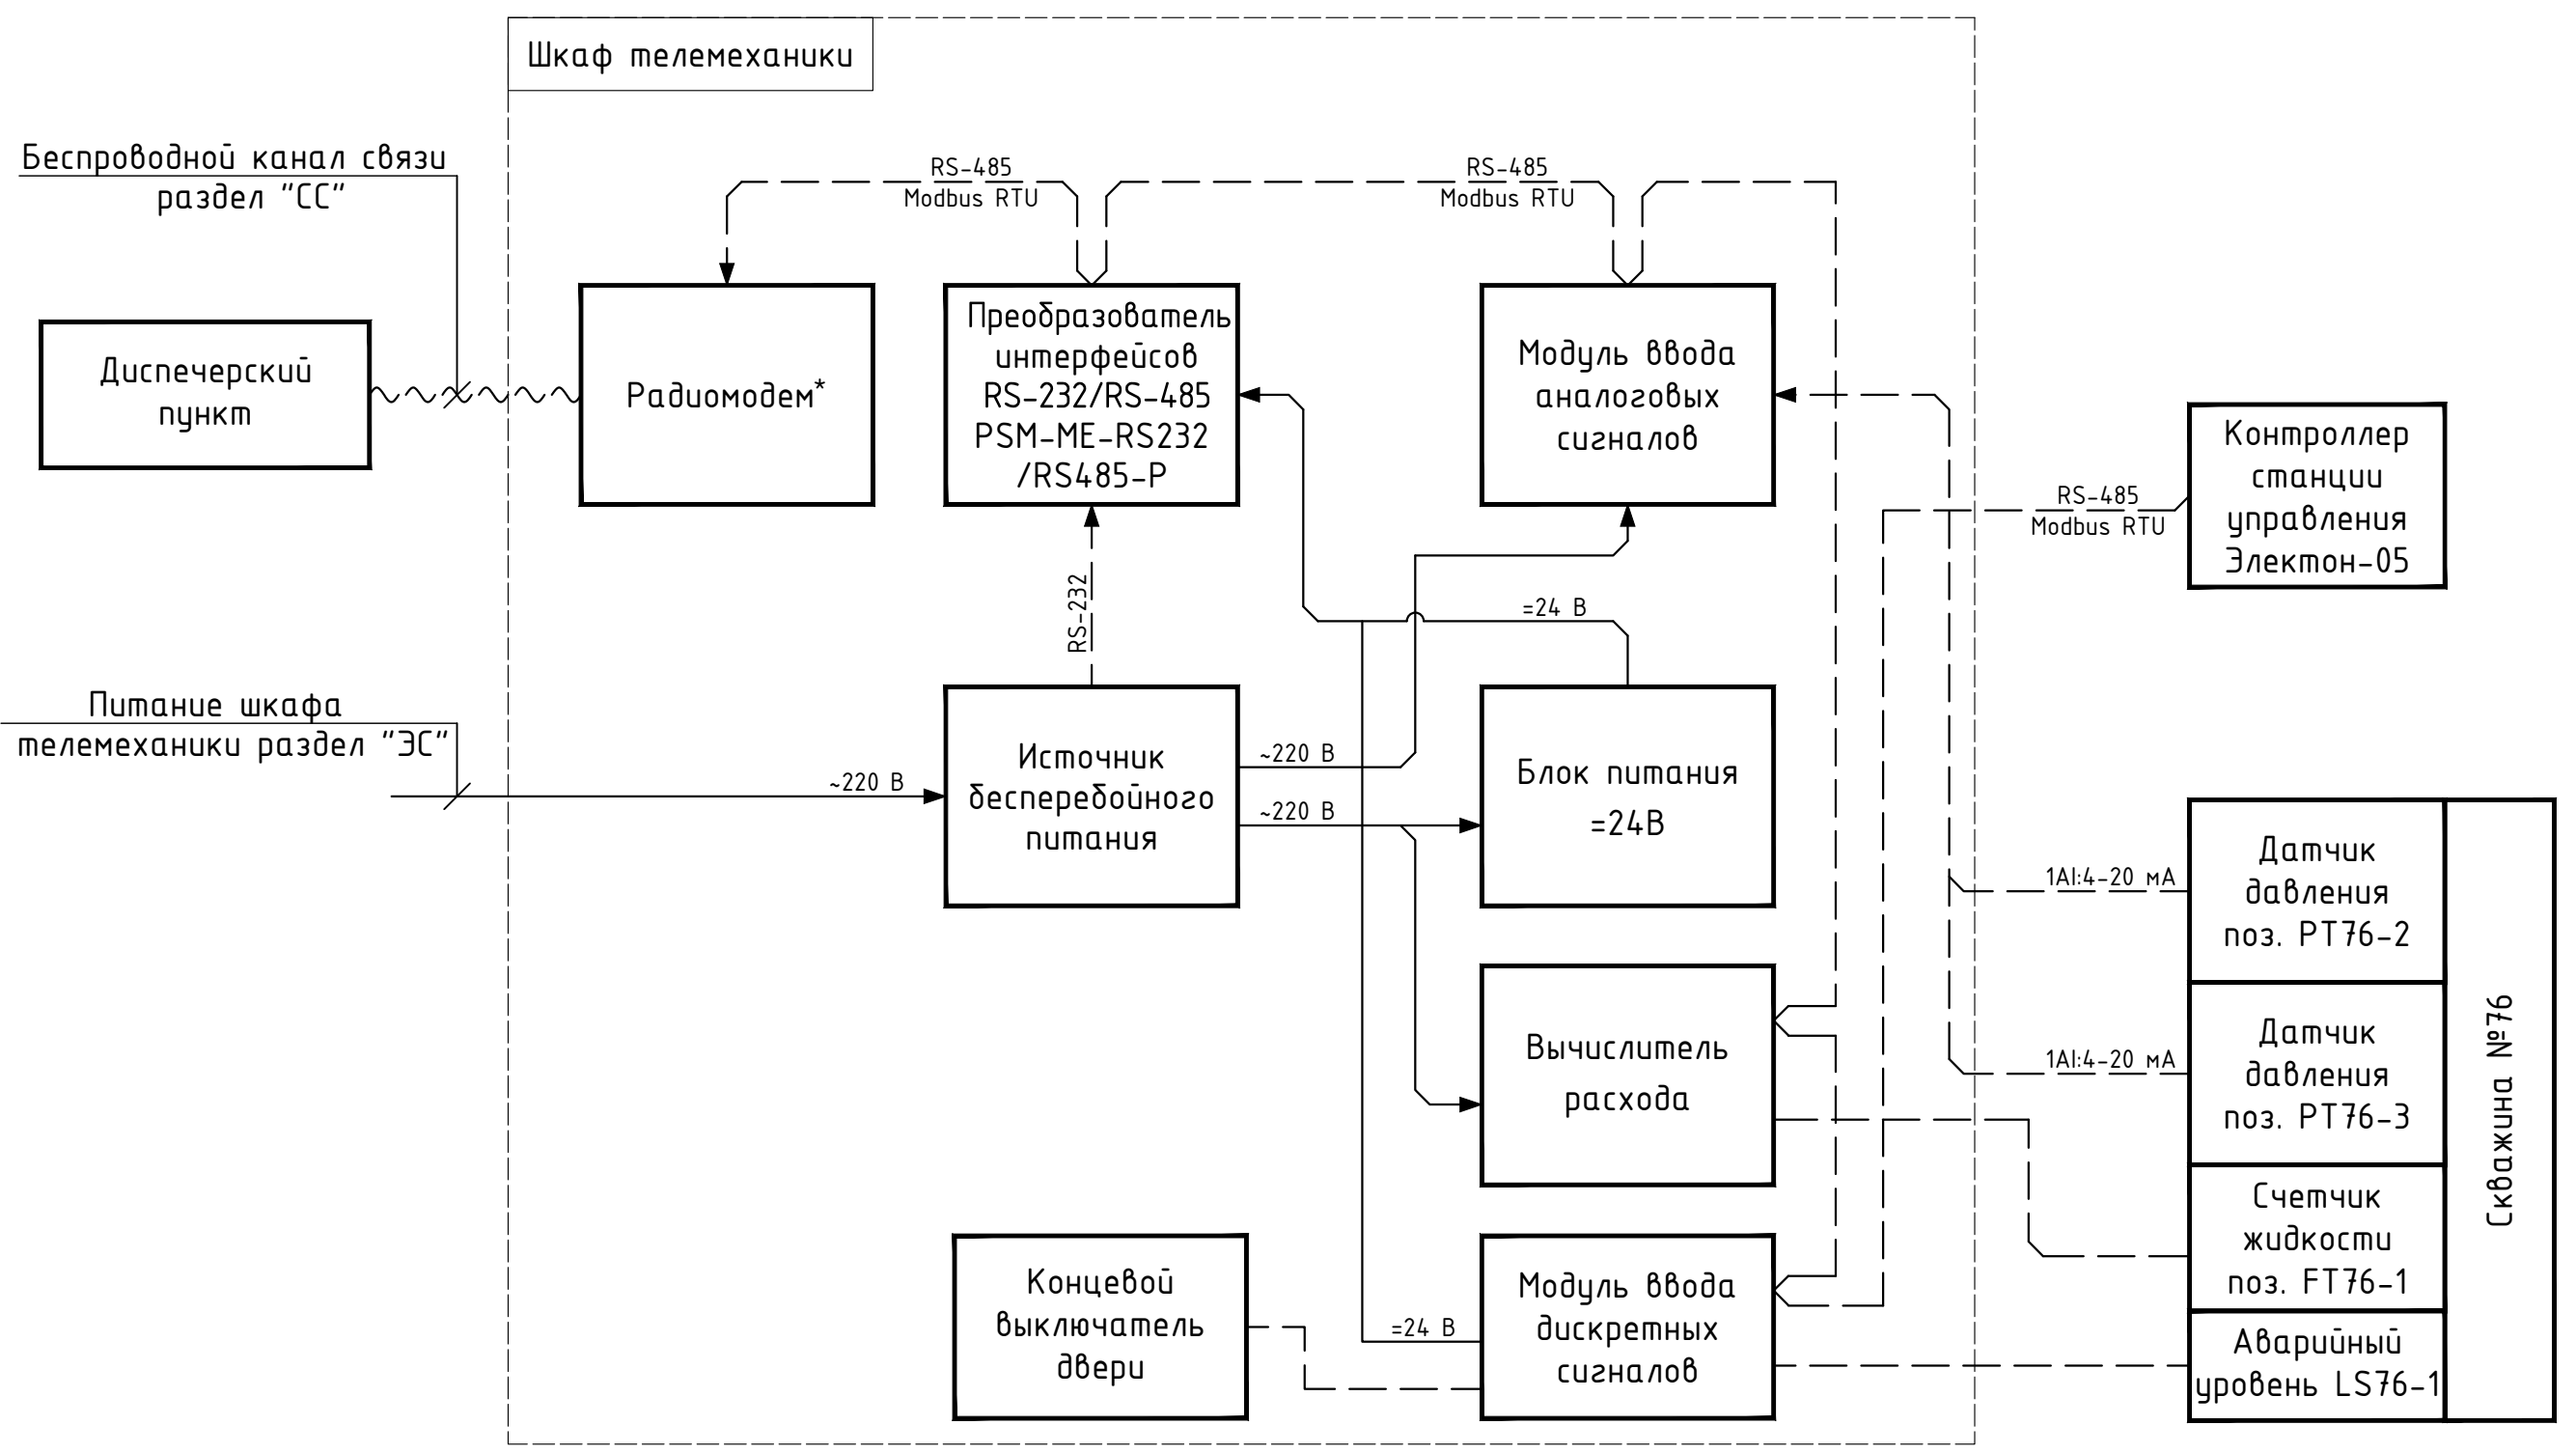 Шкаф телемеханики
Беспроводной канал связи
раздел "СС"
RS-485
Modbus RTU
RS-485
Modbus RTU
Диспечерский
пункт
Радиомодем*
Преобразователь
интерфейсов
RS-232/RS-485
PSM-ME-RS232
/RS485-P
Модуль ввода
аналоговых
сигналов
Контроллер
станции
управления
Электон-05
RS-485
Modbus RTU
RS-232
=24 В
Питание шкафа
телемеханики раздел "ЭС"
~220 В
Источник
бесперебойного
питания
~220 В
~220 В
Блок питания
=24В
Датчик
давления
поз. PT76-2
1AI:4-20 мА
Датчик
давления
поз. PT76-3
1AI:4-20 мА
Скважина №76
Вычислитель
расхода
Счетчик
жидкости
поз. FT76-1
Концевой
выключатель
двери
=24 В
Модуль ввода
дискретных
сигналов
Аварийный
уровень LS76-1